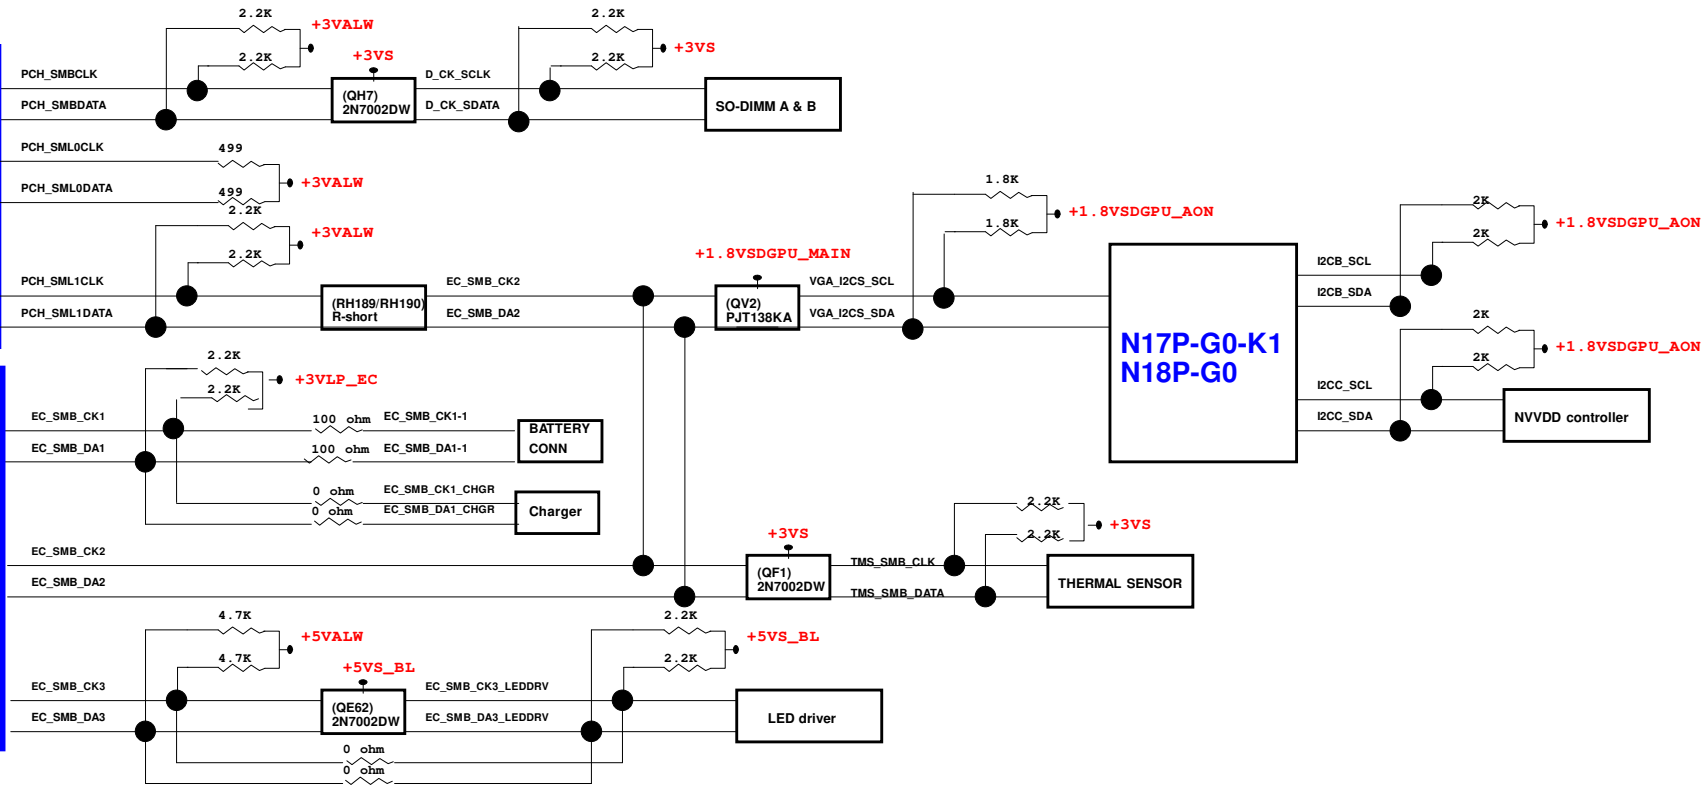 2.2K
+3VALW
2.2K
+3VS
PCH_SMBCLK
PCH_SMBDATA
(QH7)
2N7002DW
D_CK_SCLK
D_CK_SDATA
2.2K
2.2K
+3VS
SO-DIMM A & B
PCH_SML0CLK
499
PCH_SML0DATA
499
+3VALW
2.2K
+3VALW
2.2K
PCH_SML1CLK
PCH_SML1DATA
(RH189/RH190)
R-short
EC_SMB_CK2
EC_SMB_DA2
+1.8VSDGPU_MAIN
(QV2)
PJT138KA
VGA_I2CS_SCL
VGA_I2CS_SDA
1.8K
1.8K
+1.8VSDGPU_AON
N17P-G0-K1
N18P-G0
2K
2K
+1.8VSDGPU_AON
I2CB_SCL
I2CB_SDA
2K
2K
+1.8VSDGPU_AON
I2CC_SCL
I2CC_SDA
NVVDD controller
2.2K
2.2K
+3VLP_EC
EC_SMB_CK1
EC_SMB_DA1
100 ohm
EC_SMB_CK1-1
100 ohm
EC_SMB_DA1-1
BATTERY
CONN
0 ohm
EC_SMB_CK1_CHGR
0 ohm
EC_SMB_DA1_CHGR
Charger
EC_SMB_CK2
EC_SMB_DA2
+3VS
(QF1)
2N7002DW
TMS_SMB_CLK
TMS_SMB_DATA
2.2K
2.2K
+3VS
THERMAL SENSOR
4.7K
4.7K
+5VALW
+5VS_BL
EC_SMB_CK3
EC_SMB_DA3
(QE62)
2N7002DW
EC_SMB_CK3_LEDDRV
EC_SMB_DA3_LEDDRV
2.2K
2.2K
+5VS_BL
LED driver
0 ohm
0 ohm